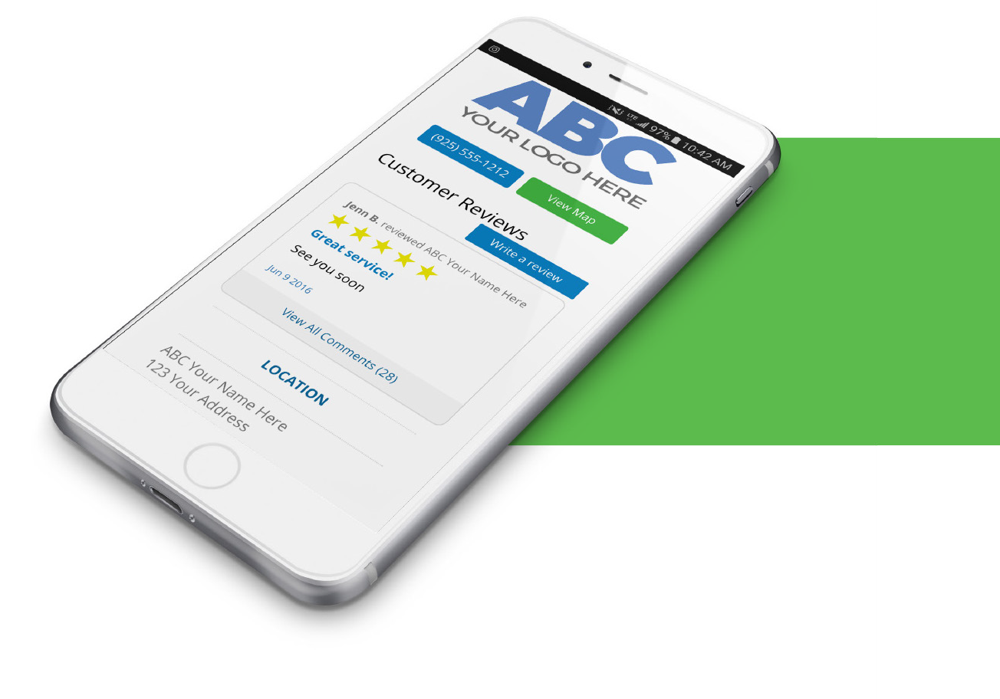 LTE 97% 10:42 AM
ABC
YOUR LOGO HERE
(925) 555-1212
View Map
Customer Reviews
Write a review
Jenn B. reviewed ABC Your Name Here
Great service!
See you soon
Jun 9 2016
View All Comments (28)
LOCATION
ABC Your Name Here
123 Your Address